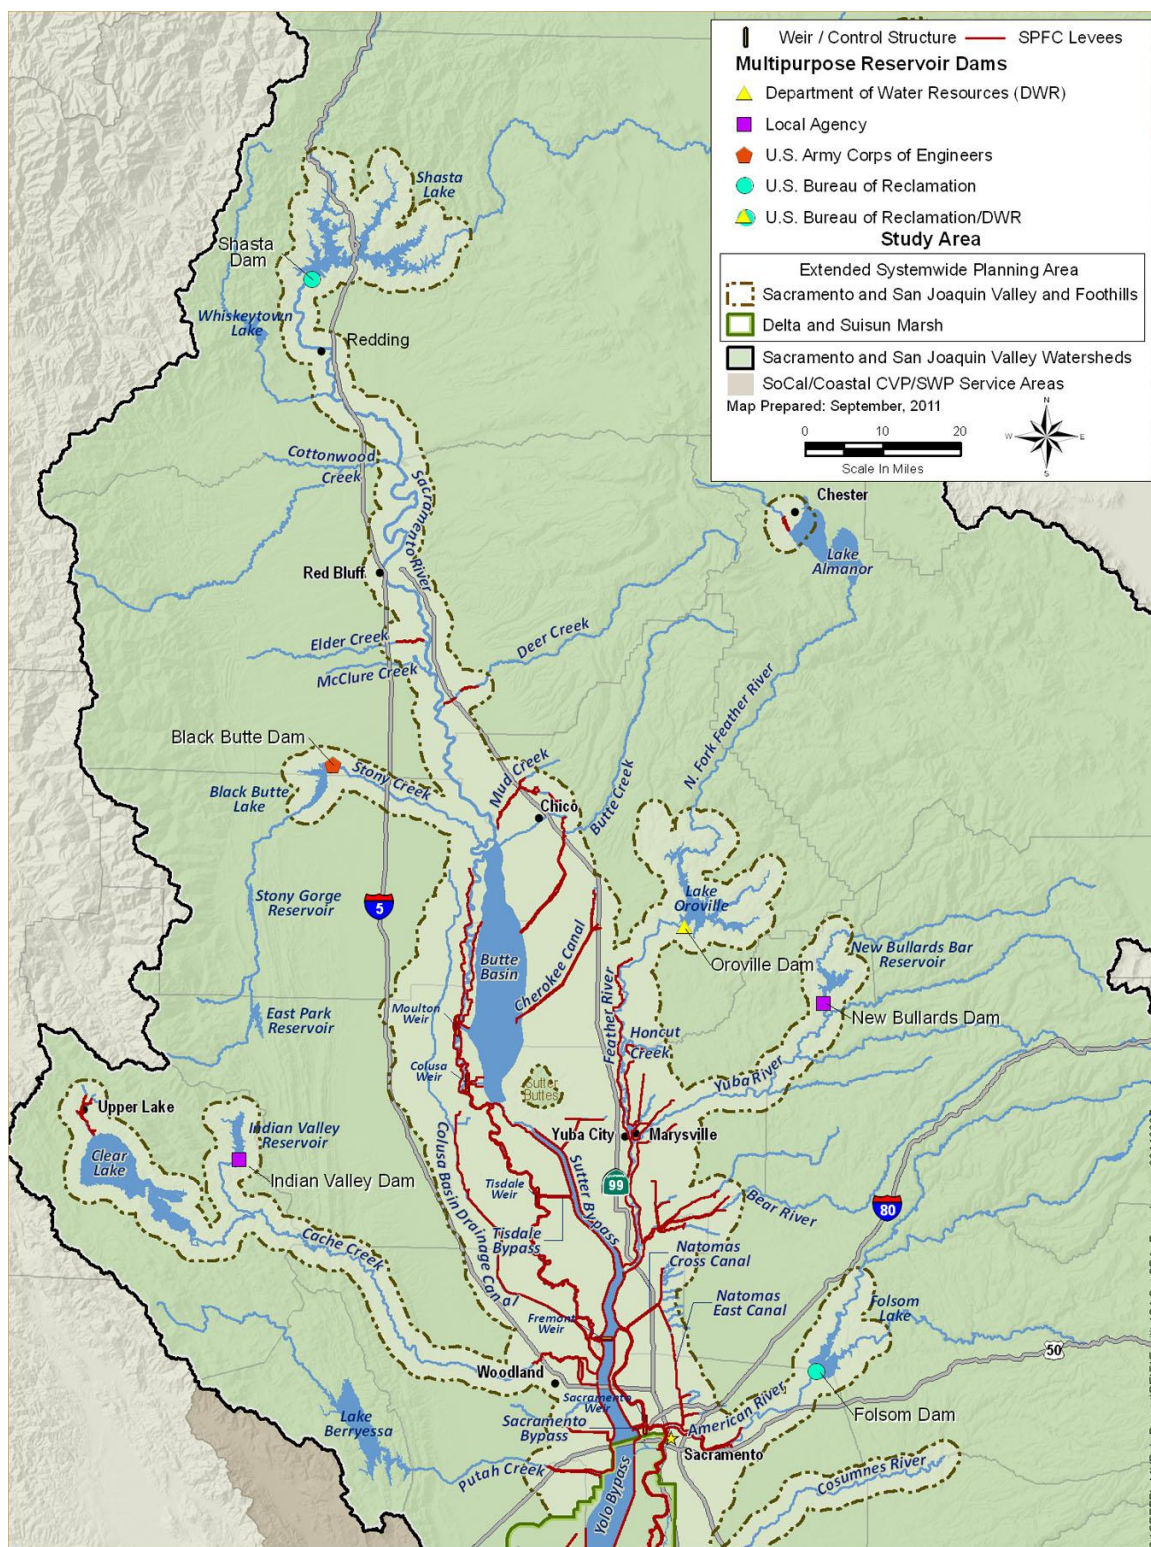 Weir / Control Structure
SPFC Levees
Multipurpose Reservoir Dams
Department of Water Resources (DWR)
Local Agency
U.S. Army Corps of Engineers
U.S. Bureau of Reclamation
U.S. Bureau of Reclamation/DWR
Study Area
Extended Systemwide Planning Area
Sacramento and San Joaquin Valley and Foothills
Delta and Suisun Marsh
Sacramento and San Joaquin Valley Watersheds
SoCal/Coastal CVP/SWP Service Areas
Map Prepared: September, 2011
0 10 20
Scale In Miles
N
W
E
S
Shasta
Lake
Shasta
Dam
Whiskeytown
Lake
Redding
Cottonwood
Creek
Sacramento River
Chester
Lake
Almanor
Red Bluff
Elder Creek
McClure Creek
Deer Creek
N. Fork Feather River
Black Butte Dam
Black Butte
Lake
Stony Creek
Mud Creek
Chico
Butte Creek
Stony Gorge
Reservoir
5
Lake
Oroville
Oroville Dam
New Bullards Bar
Reservoir
New Bullards Dam
Butte
Basin
Cherokee Canal
Feather River
East Park
Reservoir
Moulton
Weir
Honcut
Creek
Colusa
Weir
Sutter
Buttes
Yuba River
Upper Lake
Indian Valley
Reservoir
Clear
Lake
Indian Valley Dam
Yuba City
Marysville
Colusa Basin Drainage Canal
Tisdale
Weir
Sutter Bypass
99
Bear River
80
Tisdale
Bypass
Cache Creek
Natomas
Cross Canal
Natomas
East Canal
Fremont
Weir
Folsom
Lake
50
Woodland
Sacramento
Weir
Lake
Berryessa
Sacramento
Bypass
American River
Folsom Dam
Sacramento
Putah Creek
Yolo Bypass
Cosumnes River